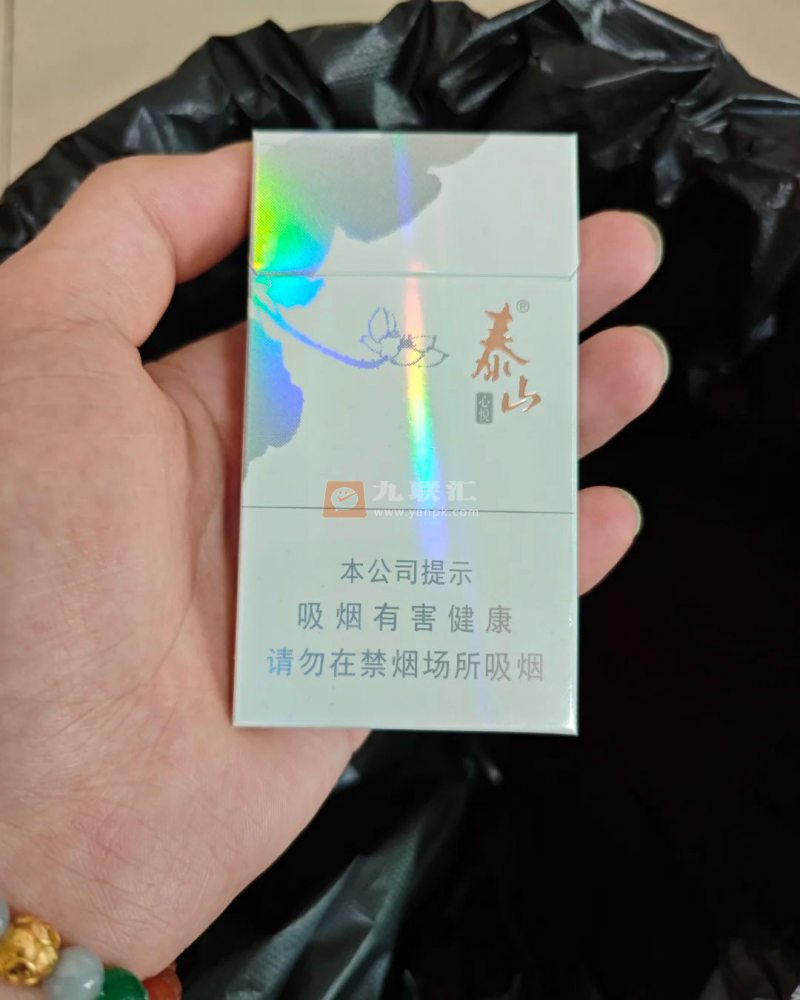 泰山®
心悦
九联汇
www.yanpk.com
本公司提示
吸烟有害健康
请勿在禁烟场所吸烟